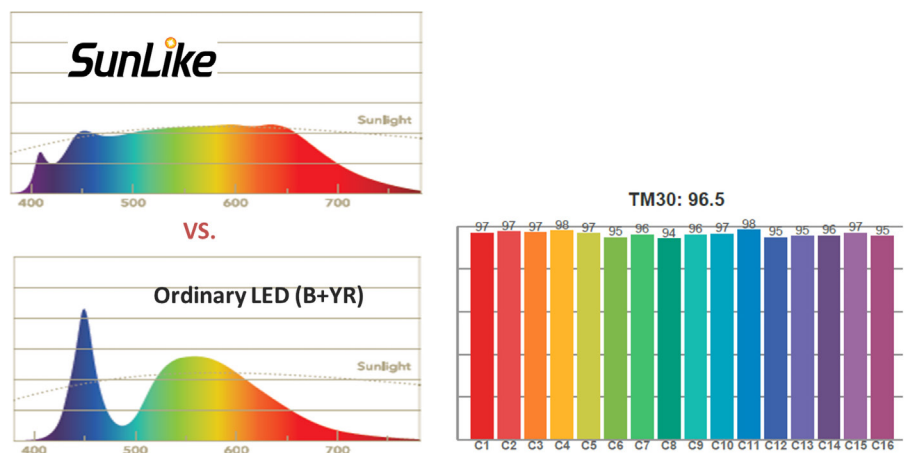 SunLike
Sunlight
400 500 600 700
VS.
Ordinary LED (B+YR)
Sunlight
400 500 600 700
TM30: 96.5
97 97 97 98 97 95 96 94 96 97 98 95 95 96 97 95
C1 C2 C3 C4 C5 C6 C7 C8 C9 C10 C11 C12 C13 C14 C15 C16